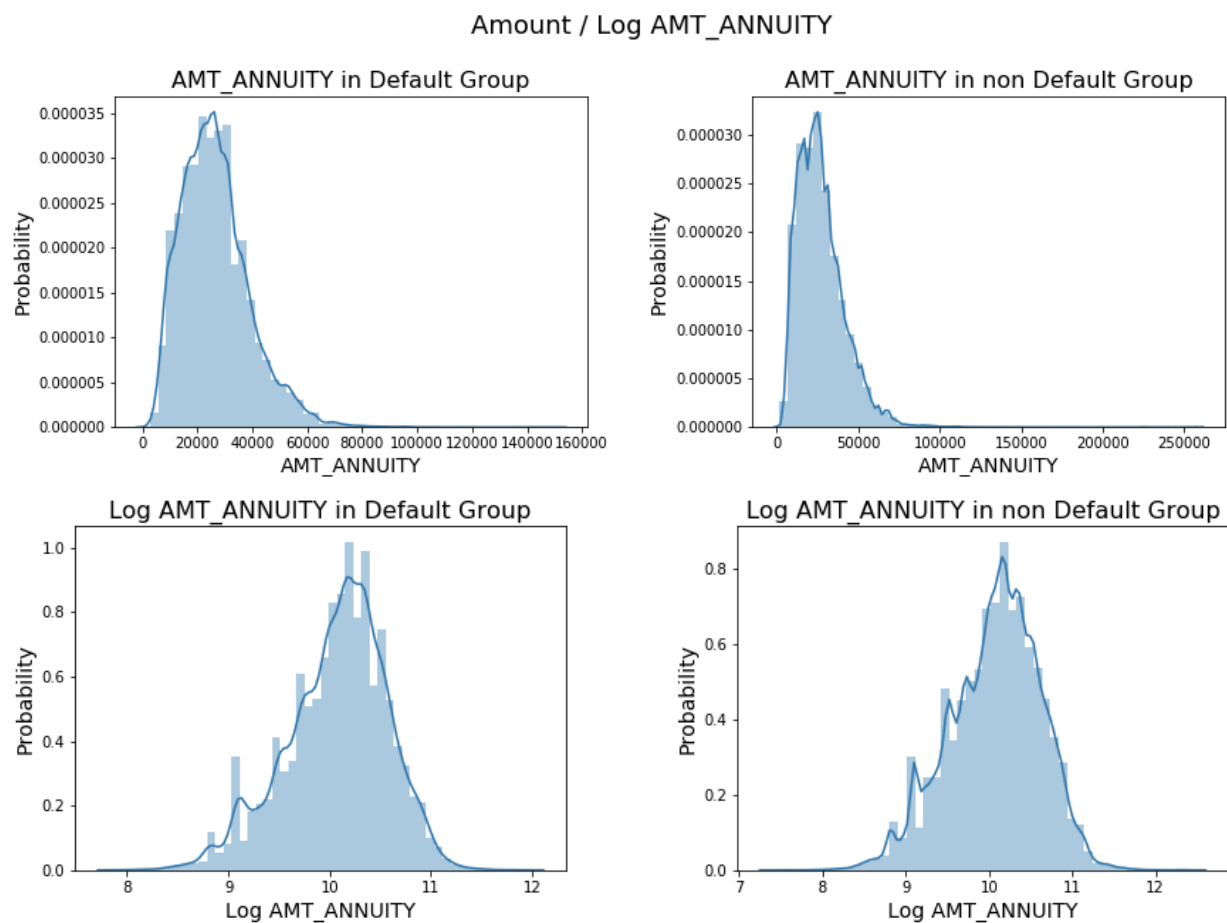 Amount / Log AMT_ANNUITY
AMT_ANNUITY in Default Group
Probability
0.000035
0.000030
0.000025
0.000020
0.000015
0.000010
0.000005
0.000000
0 20000 40000 60000 80000 100000 120000 140000 160000
AMT_ANNUITY
AMT_ANNUITY in non Default Group
Probability
0.000030
0.000025
0.000020
0.000015
0.000010
0.000005
0.000000
0 50000 100000 150000 200000 250000
AMT_ANNUITY
Log AMT_ANNUITY in Default Group
Probability
1.0
0.8
0.6
0.4
0.2
0.0
8 9 10 11 12
Log AMT_ANNUITY
Log AMT_ANNUITY in non Default Group
Probability
0.8
0.6
0.4
0.2
0.0
7 8 9 10 11 12
Log AMT_ANNUITY